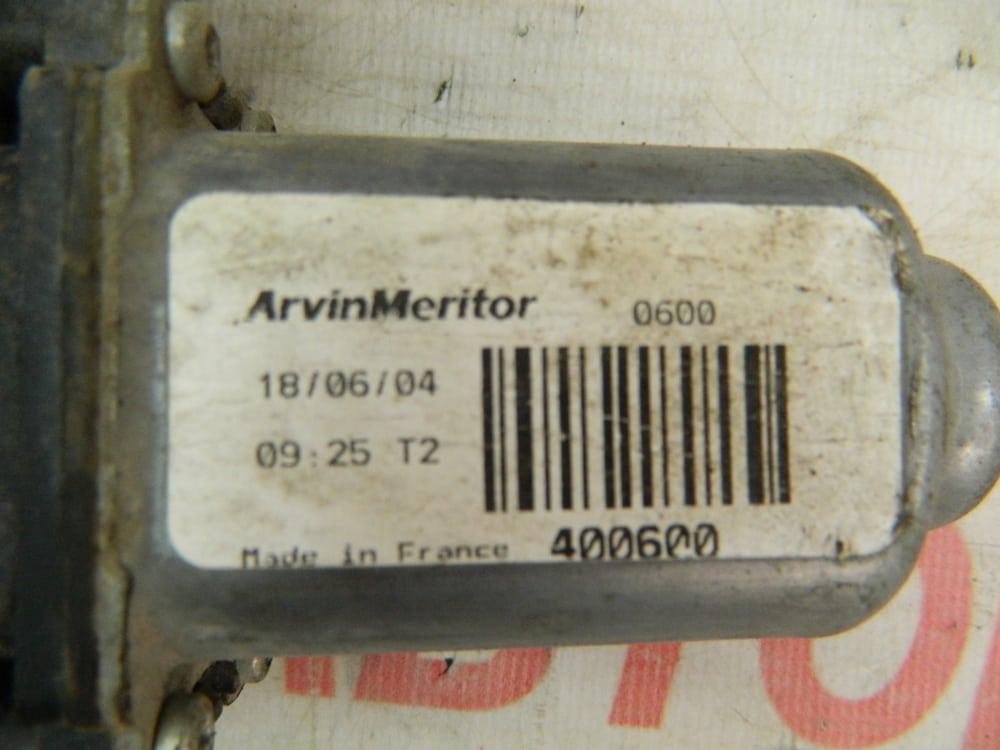 ArvinMeritor 0600
18/06/04
09:25 T2
Made in France 400600